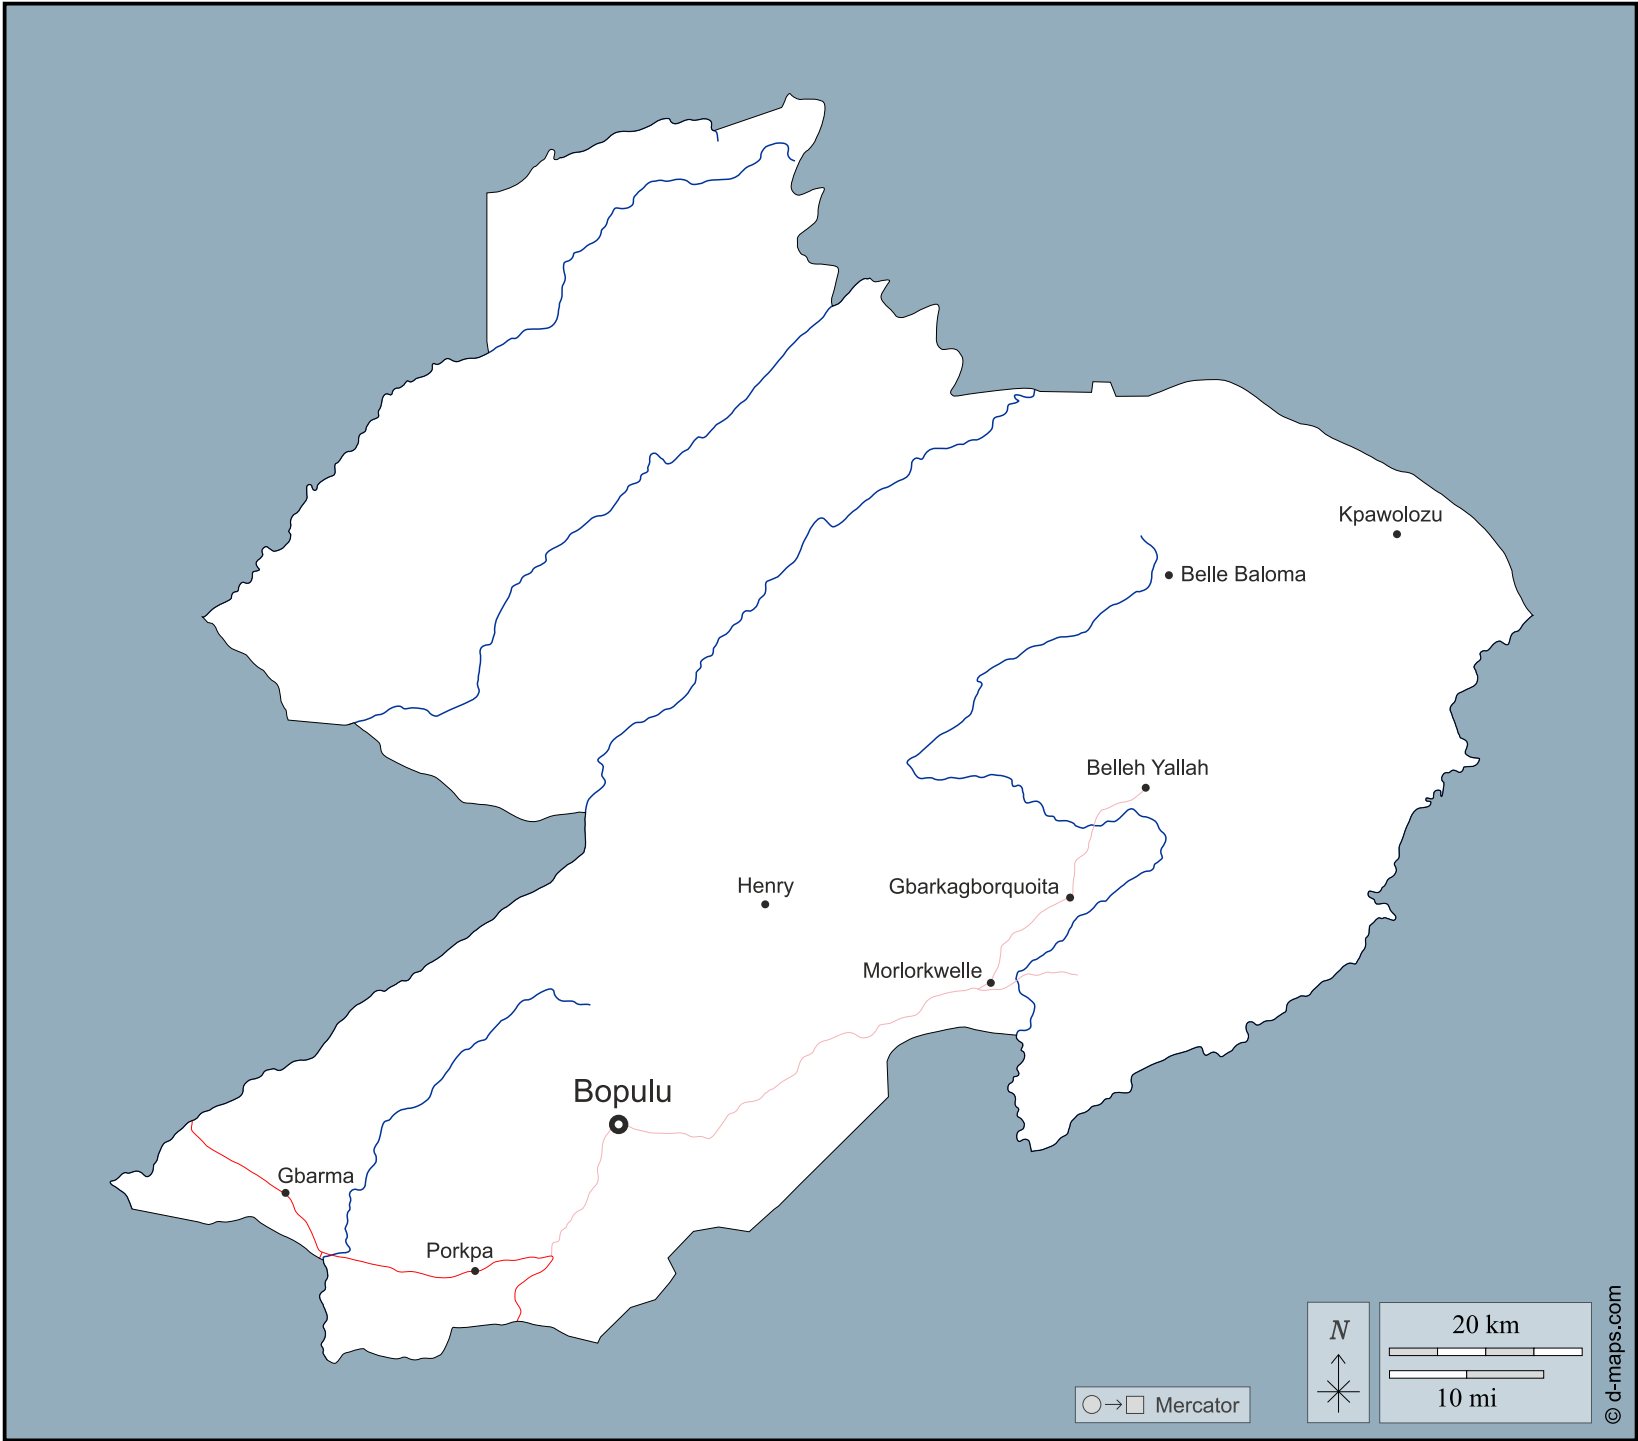 Kpawolozu
Belle Baloma
Belleh Yallah
Henry
Gbarkagborquoita
Morlorkwelle
Bopulu
Gbarma
Porkpa
N
20 km
10 mi
Mercator
© d-maps.com